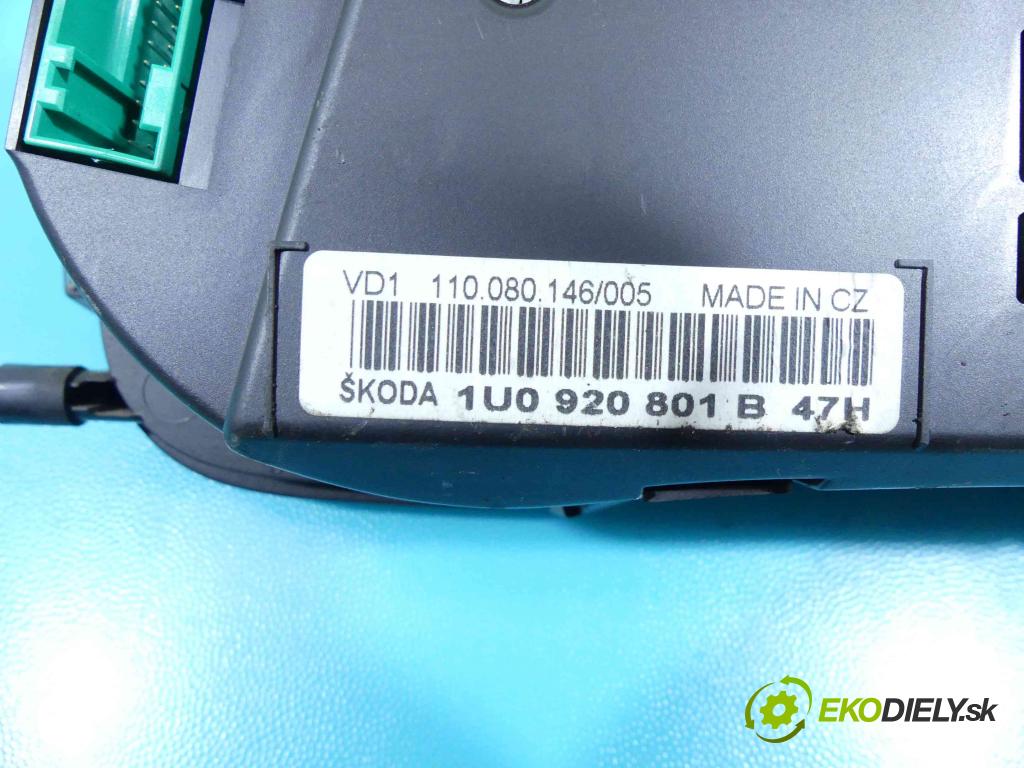 VD1 110.080.146/005 MADE IN CZ
ŠKODA 1U0 920 801 B 47H
EKODIELY.sk